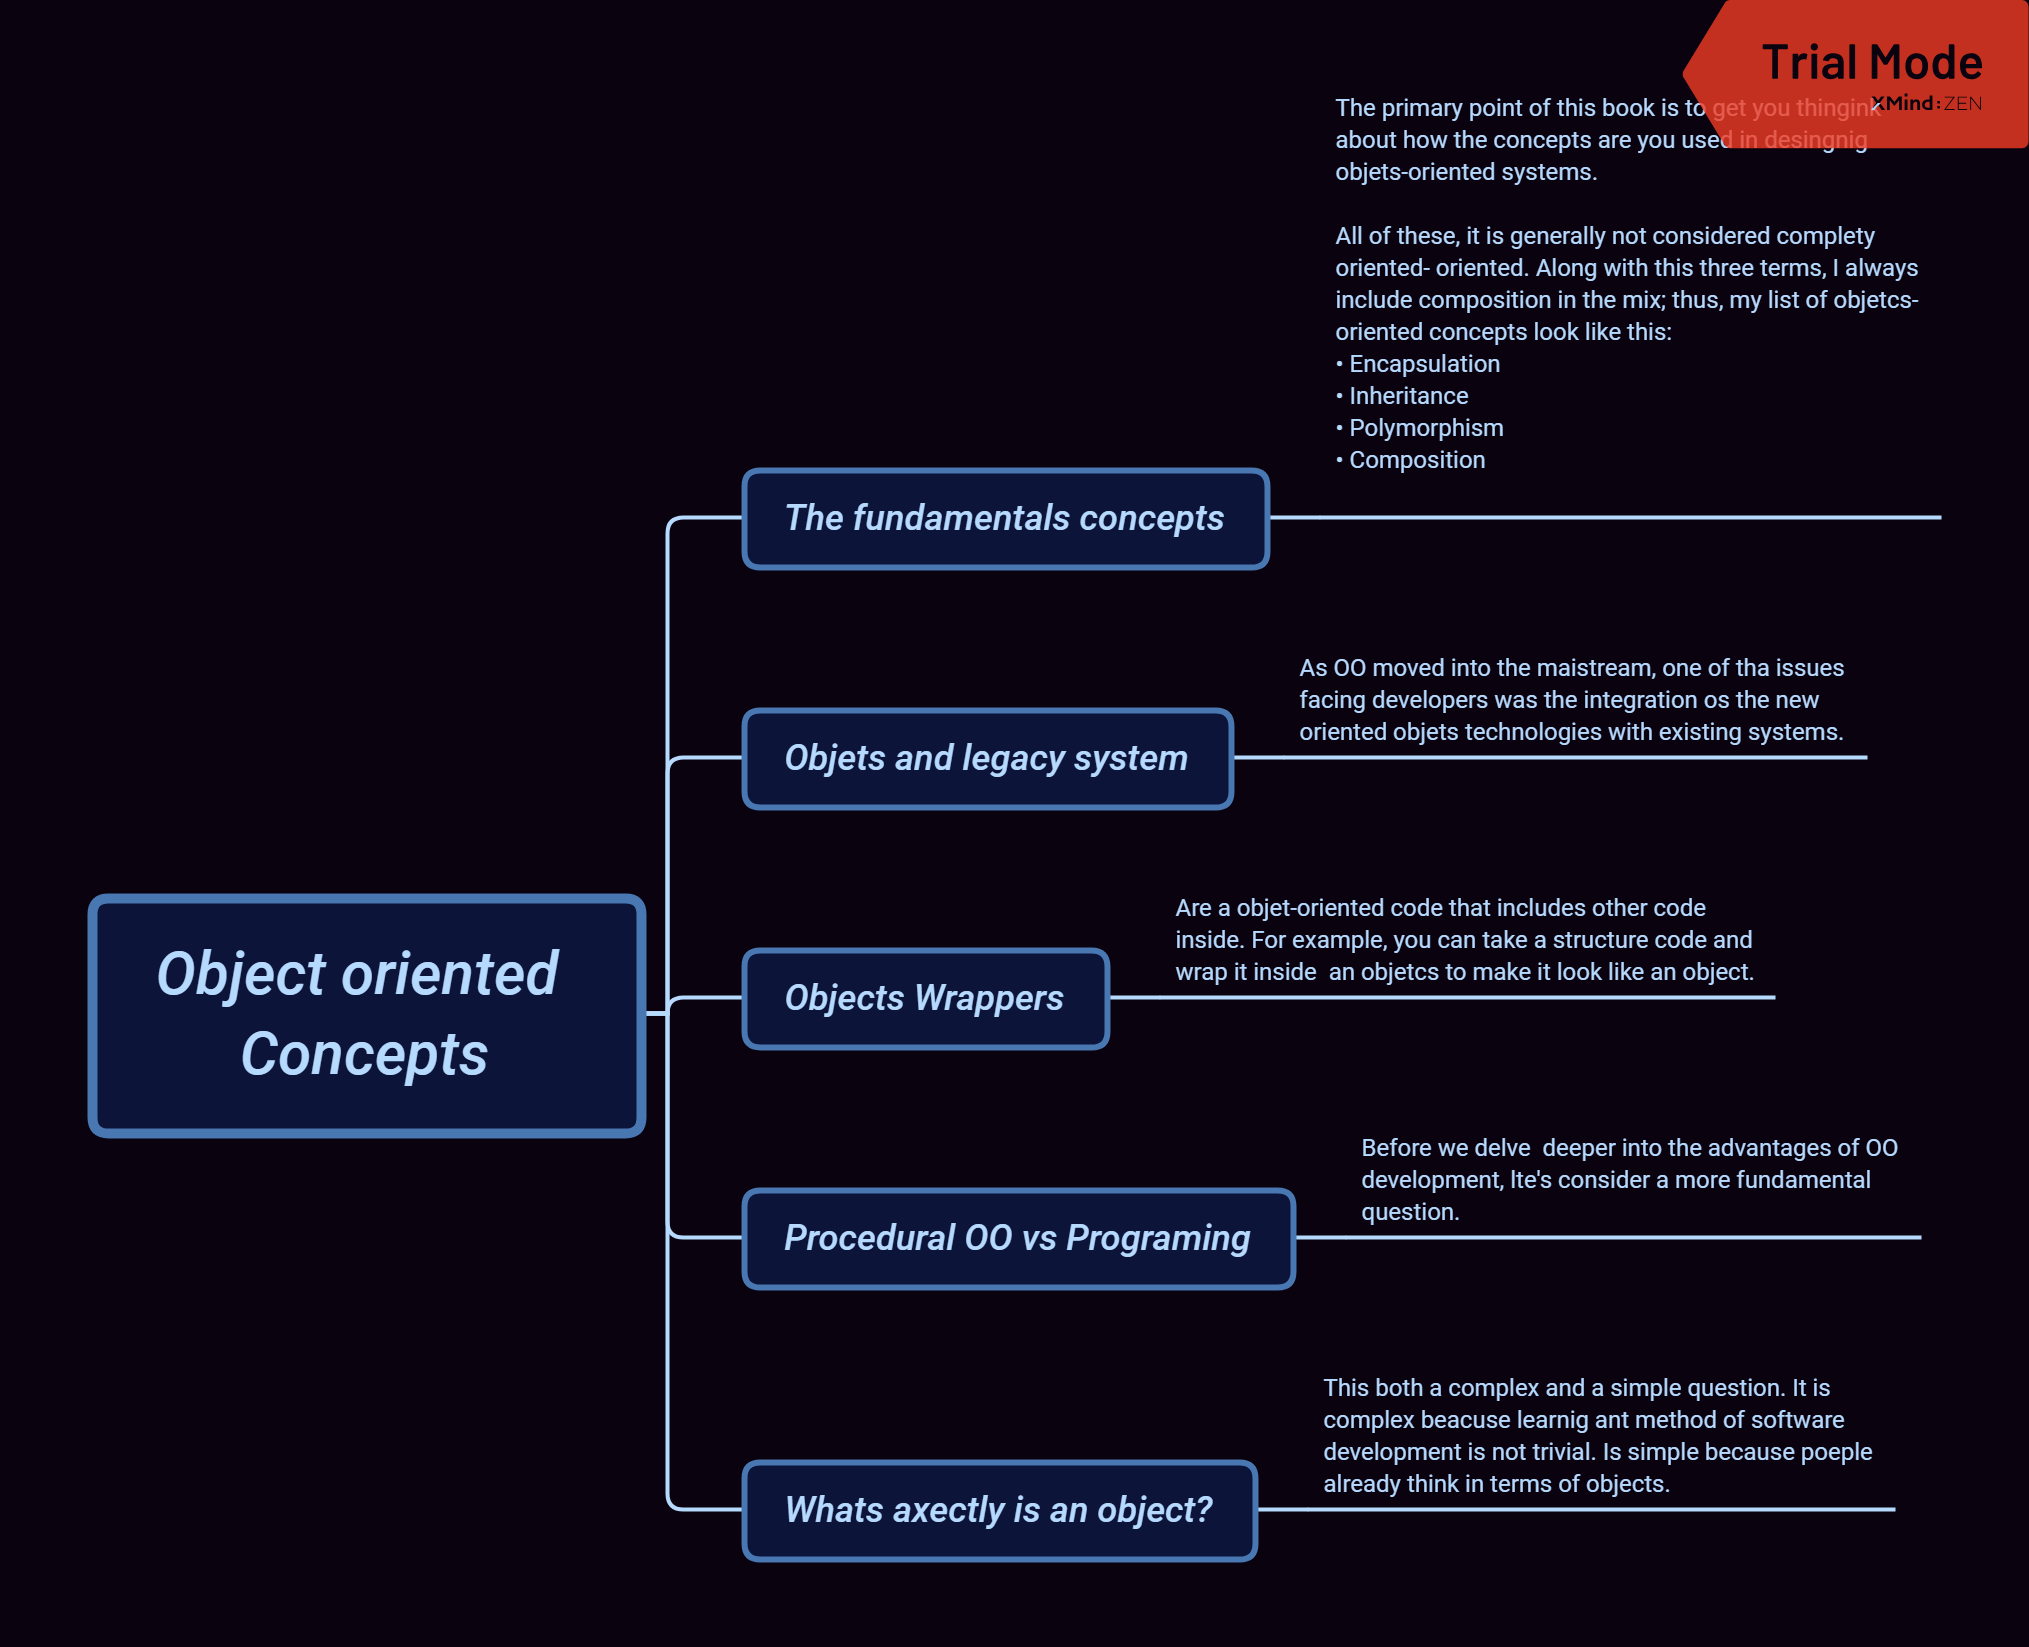 Trial Mode
XMind:ZEN
The primary point of this book is to get you thingink
about how the concepts are you used in desingnig
objets-oriented systems.
All of these, it is generally not considered complety
oriented- oriented. Along with this three terms, I always
include composition in the mix; thus, my list of objetcs-
oriented concepts look like this:
• Encapsulation
• Inheritance
• Polymorphism
• Composition
The fundamentals concepts
As OO moved into the maistream, one of tha issues
facing developers was the integration os the new
oriented objets technologies with existing systems.
Objets and legacy system
Are a objet-oriented code that includes other code
inside. For example, you can take a structure code and
wrap it inside  an objetcs to make it look like an object.
Objects Wrappers
Object oriented
Concepts
Before we delve  deeper into the advantages of OO
development, lte's consider a more fundamental
question.
Procedural OO vs Programing
This both a complex and a simple question. It is
complex beacuse learnig ant method of software
development is not trivial. Is simple because poeple
already think in terms of objects.
Whats axectly is an object?